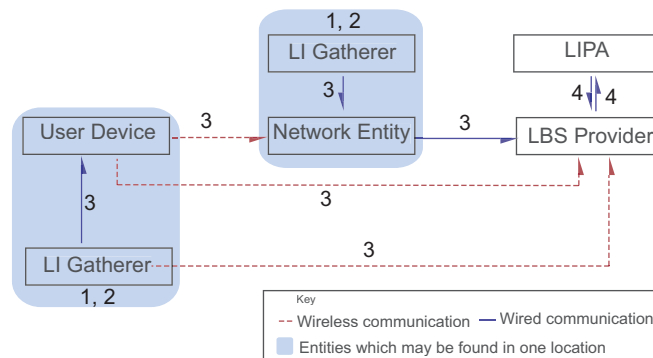 1, 2
LI Gatherer
LIPA
3
4
4
User Device
3
Network Entity
3
LBS Provider
3
3
LI Gatherer
3
1, 2
Key
Wireless communication
Wired communication
Entities which may be found in one location